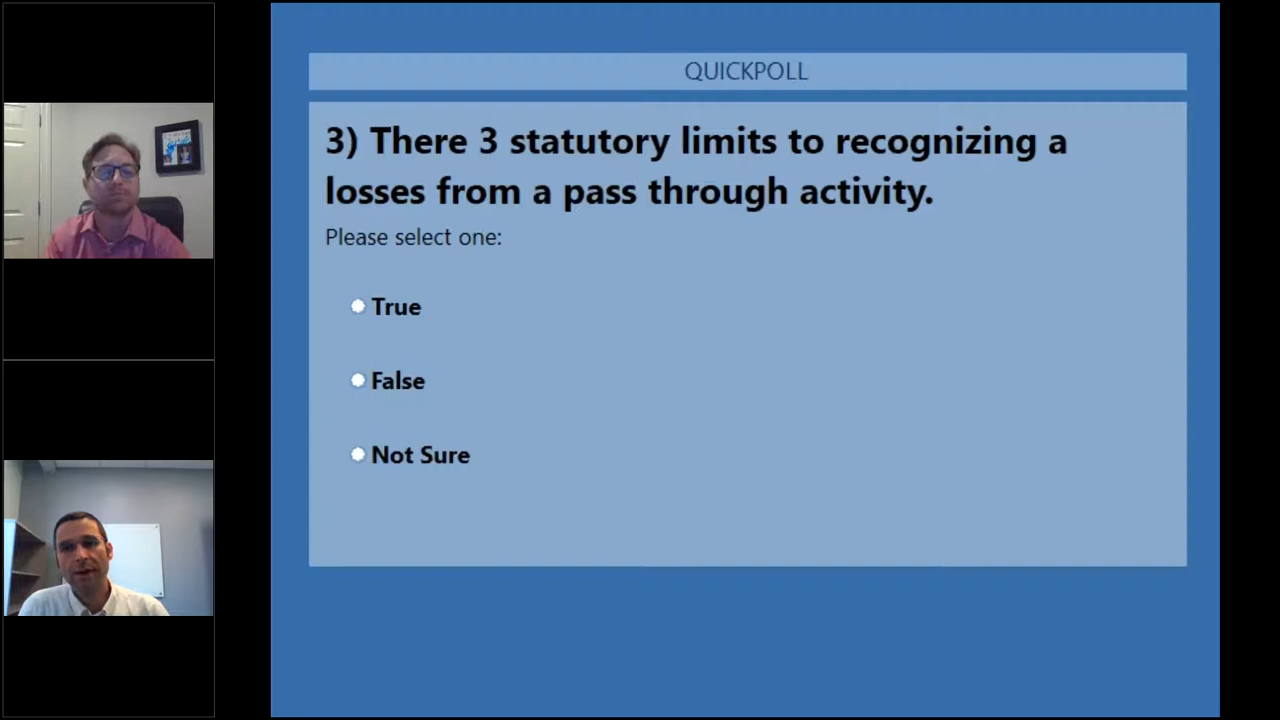 QUICKPOLL
3) There 3 statutory limits to recognizing a
losses from a pass through activity.
Please select one:
True
False
Not Sure